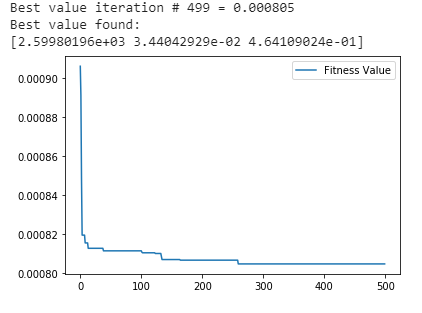 Best value iteration # 499 = 0.000805
Best value found:
[2.59980196e+03 3.44042929e-02 4.64109024e-01]
Fitness Value
0.00090
0.00088
0.00086
0.00084
0.00082
0.00080
0 100 200 300 400 500